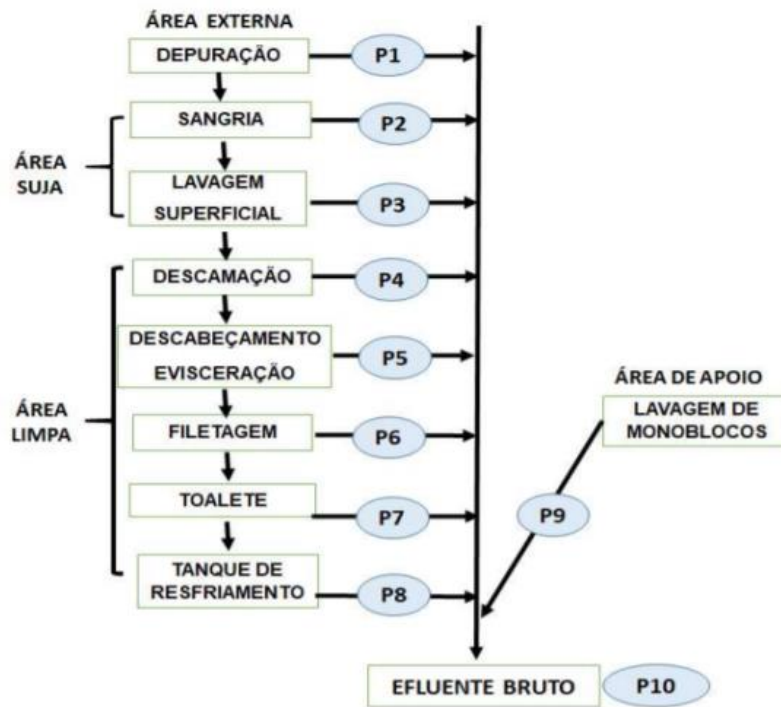 ÁREA EXTERNA
DEPURAÇÃO
P1
SANGRIA
P2
ÁREA
SUJA
LAVAGEM
SUPERFICIAL
P3
DESCAMAÇÃO
P4
DESCABEÇAMENTO
EVISCERAÇÃO
P5
ÁREA
LIMPA
FILETAGEM
P6
TOALETE
P7
TANQUE DE
RESFRIAMENTO
P8
ÁREA DE APOIO
LAVAGEM DE
MONOBLOCOS
P9
EFLUENTE BRUTO
P10